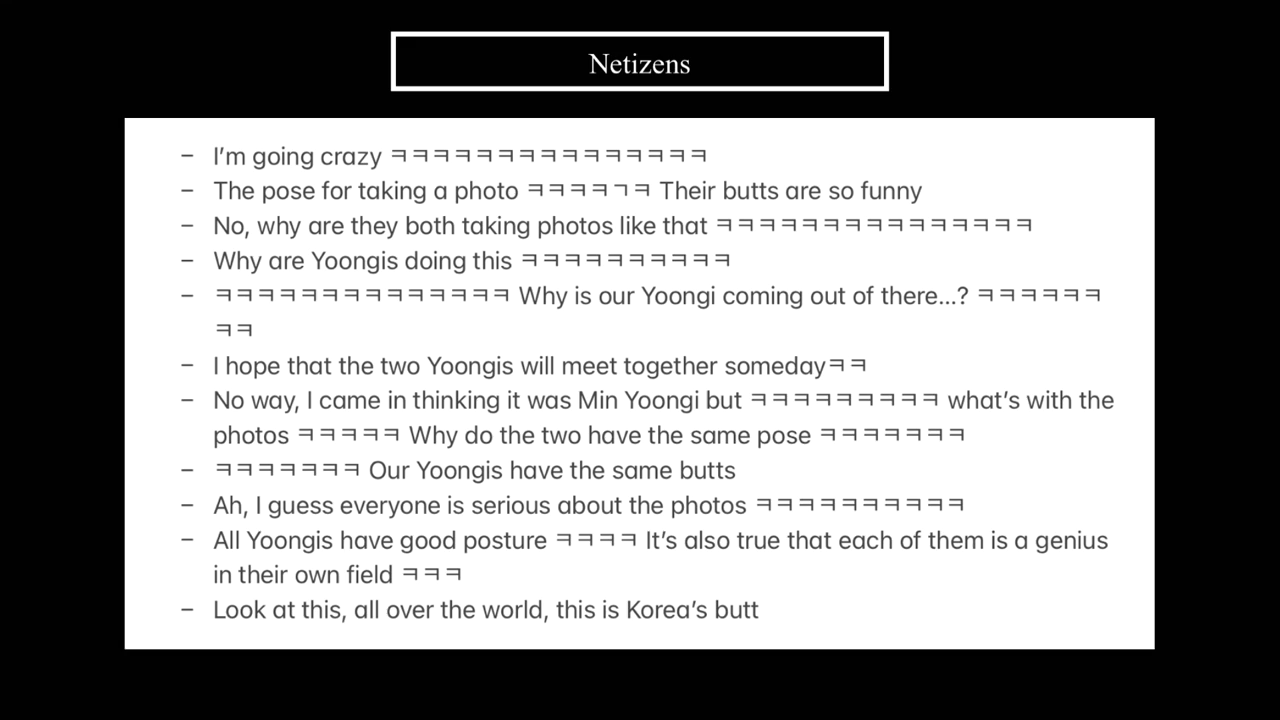 Netizens
– I’m going crazy ㅋㅋㅋㅋㅋㅋㅋㅋㅋㅋㅋㅋㅋㅋㅋ
– The pose for taking a photo ㅋㅋㅋㅋㄱㅋ Their butts are so funny
– No, why are they both taking photos like that ㅋㅋㅋㅋㅋㅋㅋㅋㅋㅋㅋㅋㅋㅋㅋ
– Why are Yoongis doing this ㅋㅋㅋㅋㅋㅋㅋㅋㅋㅋ
– ㅋㅋㅋㅋㅋㅋㅋㅋㅋㅋㅋㅋㅋㅋ Why is our Yoongi coming out of there...? ㅋㅋㅋㅋㅋㅋ
ㅋㅋ
– I hope that the two Yoongis will meet together somedayㅋㅋ
– No way, I came in thinking it was Min Yoongi but ㅋㅋㅋㅋㅋㅋㅋㅋㅋ what’s with the
photos ㅋㅋㅋㅋㅋ Why do the two have the same pose ㅋㅋㅋㅋㅋㅋㅋ
– ㅋㅋㅋㅋㅋㅋㅋ Our Yoongis have the same butts
– Ah, I guess everyone is serious about the photos ㅋㅋㅋㅋㅋㅋㅋㅋㅋㅋ
– All Yoongis have good posture ㅋㅋㅋㅋ It’s also true that each of them is a genius
in their own field ㅋㅋㅋ
– Look at this, all over the world, this is Korea’s butt